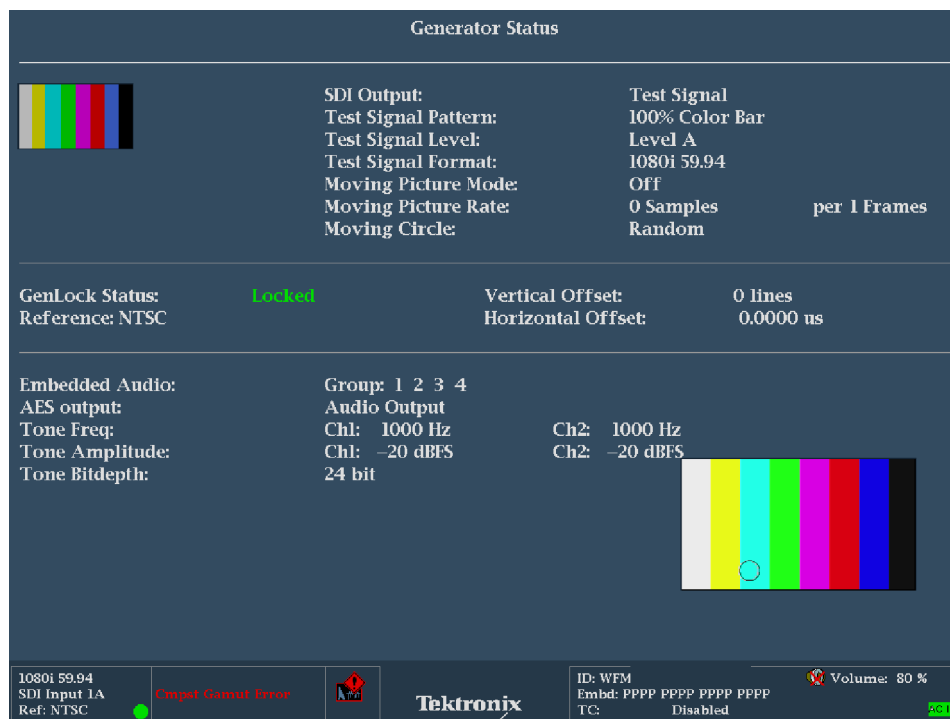 Generator Status
SDI Output: Test Signal
Test Signal Pattern: 100% Color Bar
Test Signal Level: Level A
Test Signal Format: 1080i 59.94
Moving Picture Mode: Off
Moving Picture Rate: 0 Samples per 1 Frames
Moving Circle: Random
GenLock Status: Locked Vertical Offset: 0 lines
Reference: NTSC Horizontal Offset: 0.0000 us
Embedded Audio: Group: 1 2 3 4
AES output: Audio Output
Tone Freq: Ch1: 1000 Hz Ch2: 1000 Hz
Tone Amplitude: Ch1: −20 dBFS Ch2: −20 dBFS
Tone Bitdepth: 24 bit
1080i 59.94
SDI Input 1A
Ref: NTSC
Cmpst Gamut Error
Tektronix
ID: WFM
Embd: PPPP PPPP PPPP PPPP
TC: Disabled
Volume: 80 %